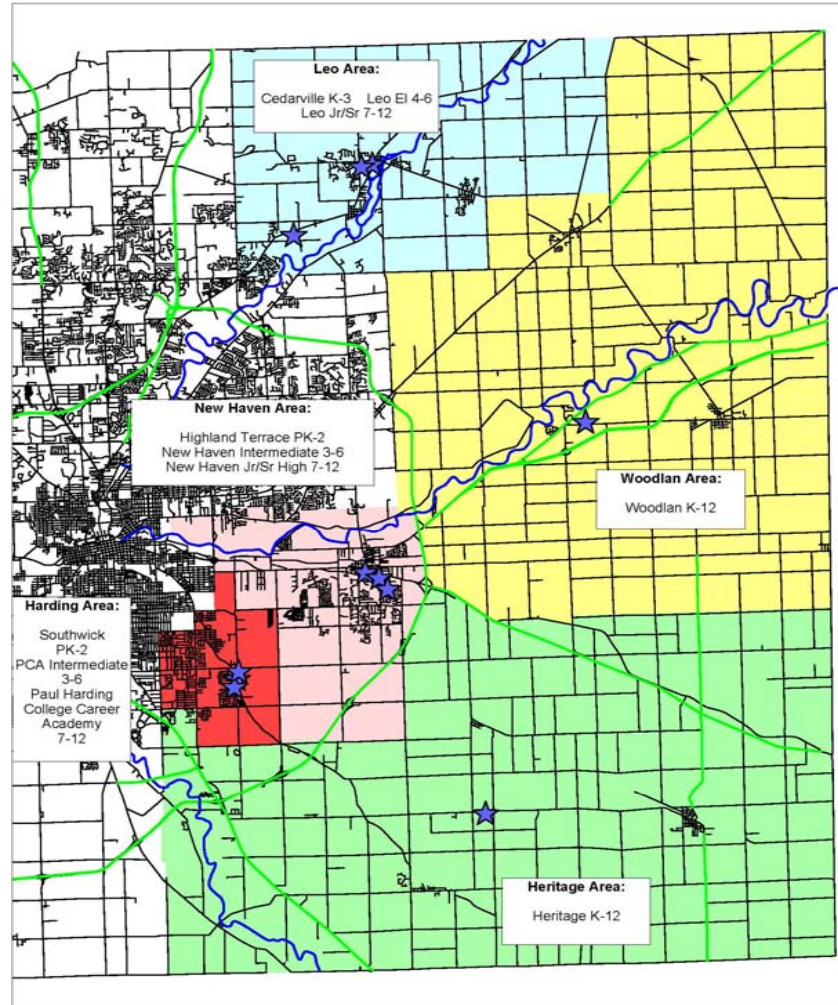 Leo Area:
Cedarville K-3 Leo El 4-6
Leo Jr/Sr 7-12
New Haven Area:
Highland Terrace PK-2
New Haven Intermediate 3-6
New Haven Jr/Sr High 7-12
Woodlan Area:
Woodlan K-12
Harding Area:
Southwick
PK-2
PCA Intermediate
3-6
Paul Harding
College Career
Academy
7-12
Heritage Area:
Heritage K-12